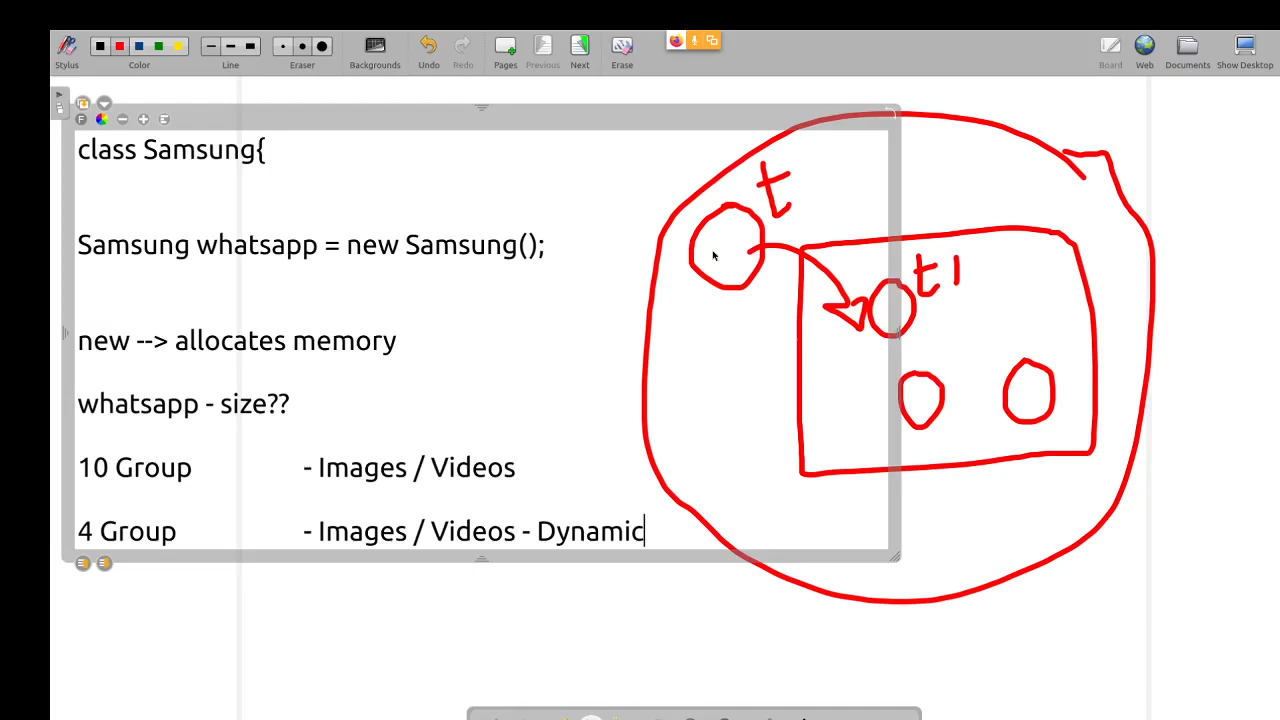 Stylus
Color
Line
Eraser
Backgrounds
Undo
Redo
Pages
Previous
Next
Erase
Board
Web
Documents
Show Desktop
F
class Samsung{
t
Samsung whatsapp = new Samsung();
t1
new --> allocates memory
whatsapp - size??
10 Group - Images / Videos
4 Group - Images / Videos - Dynamic